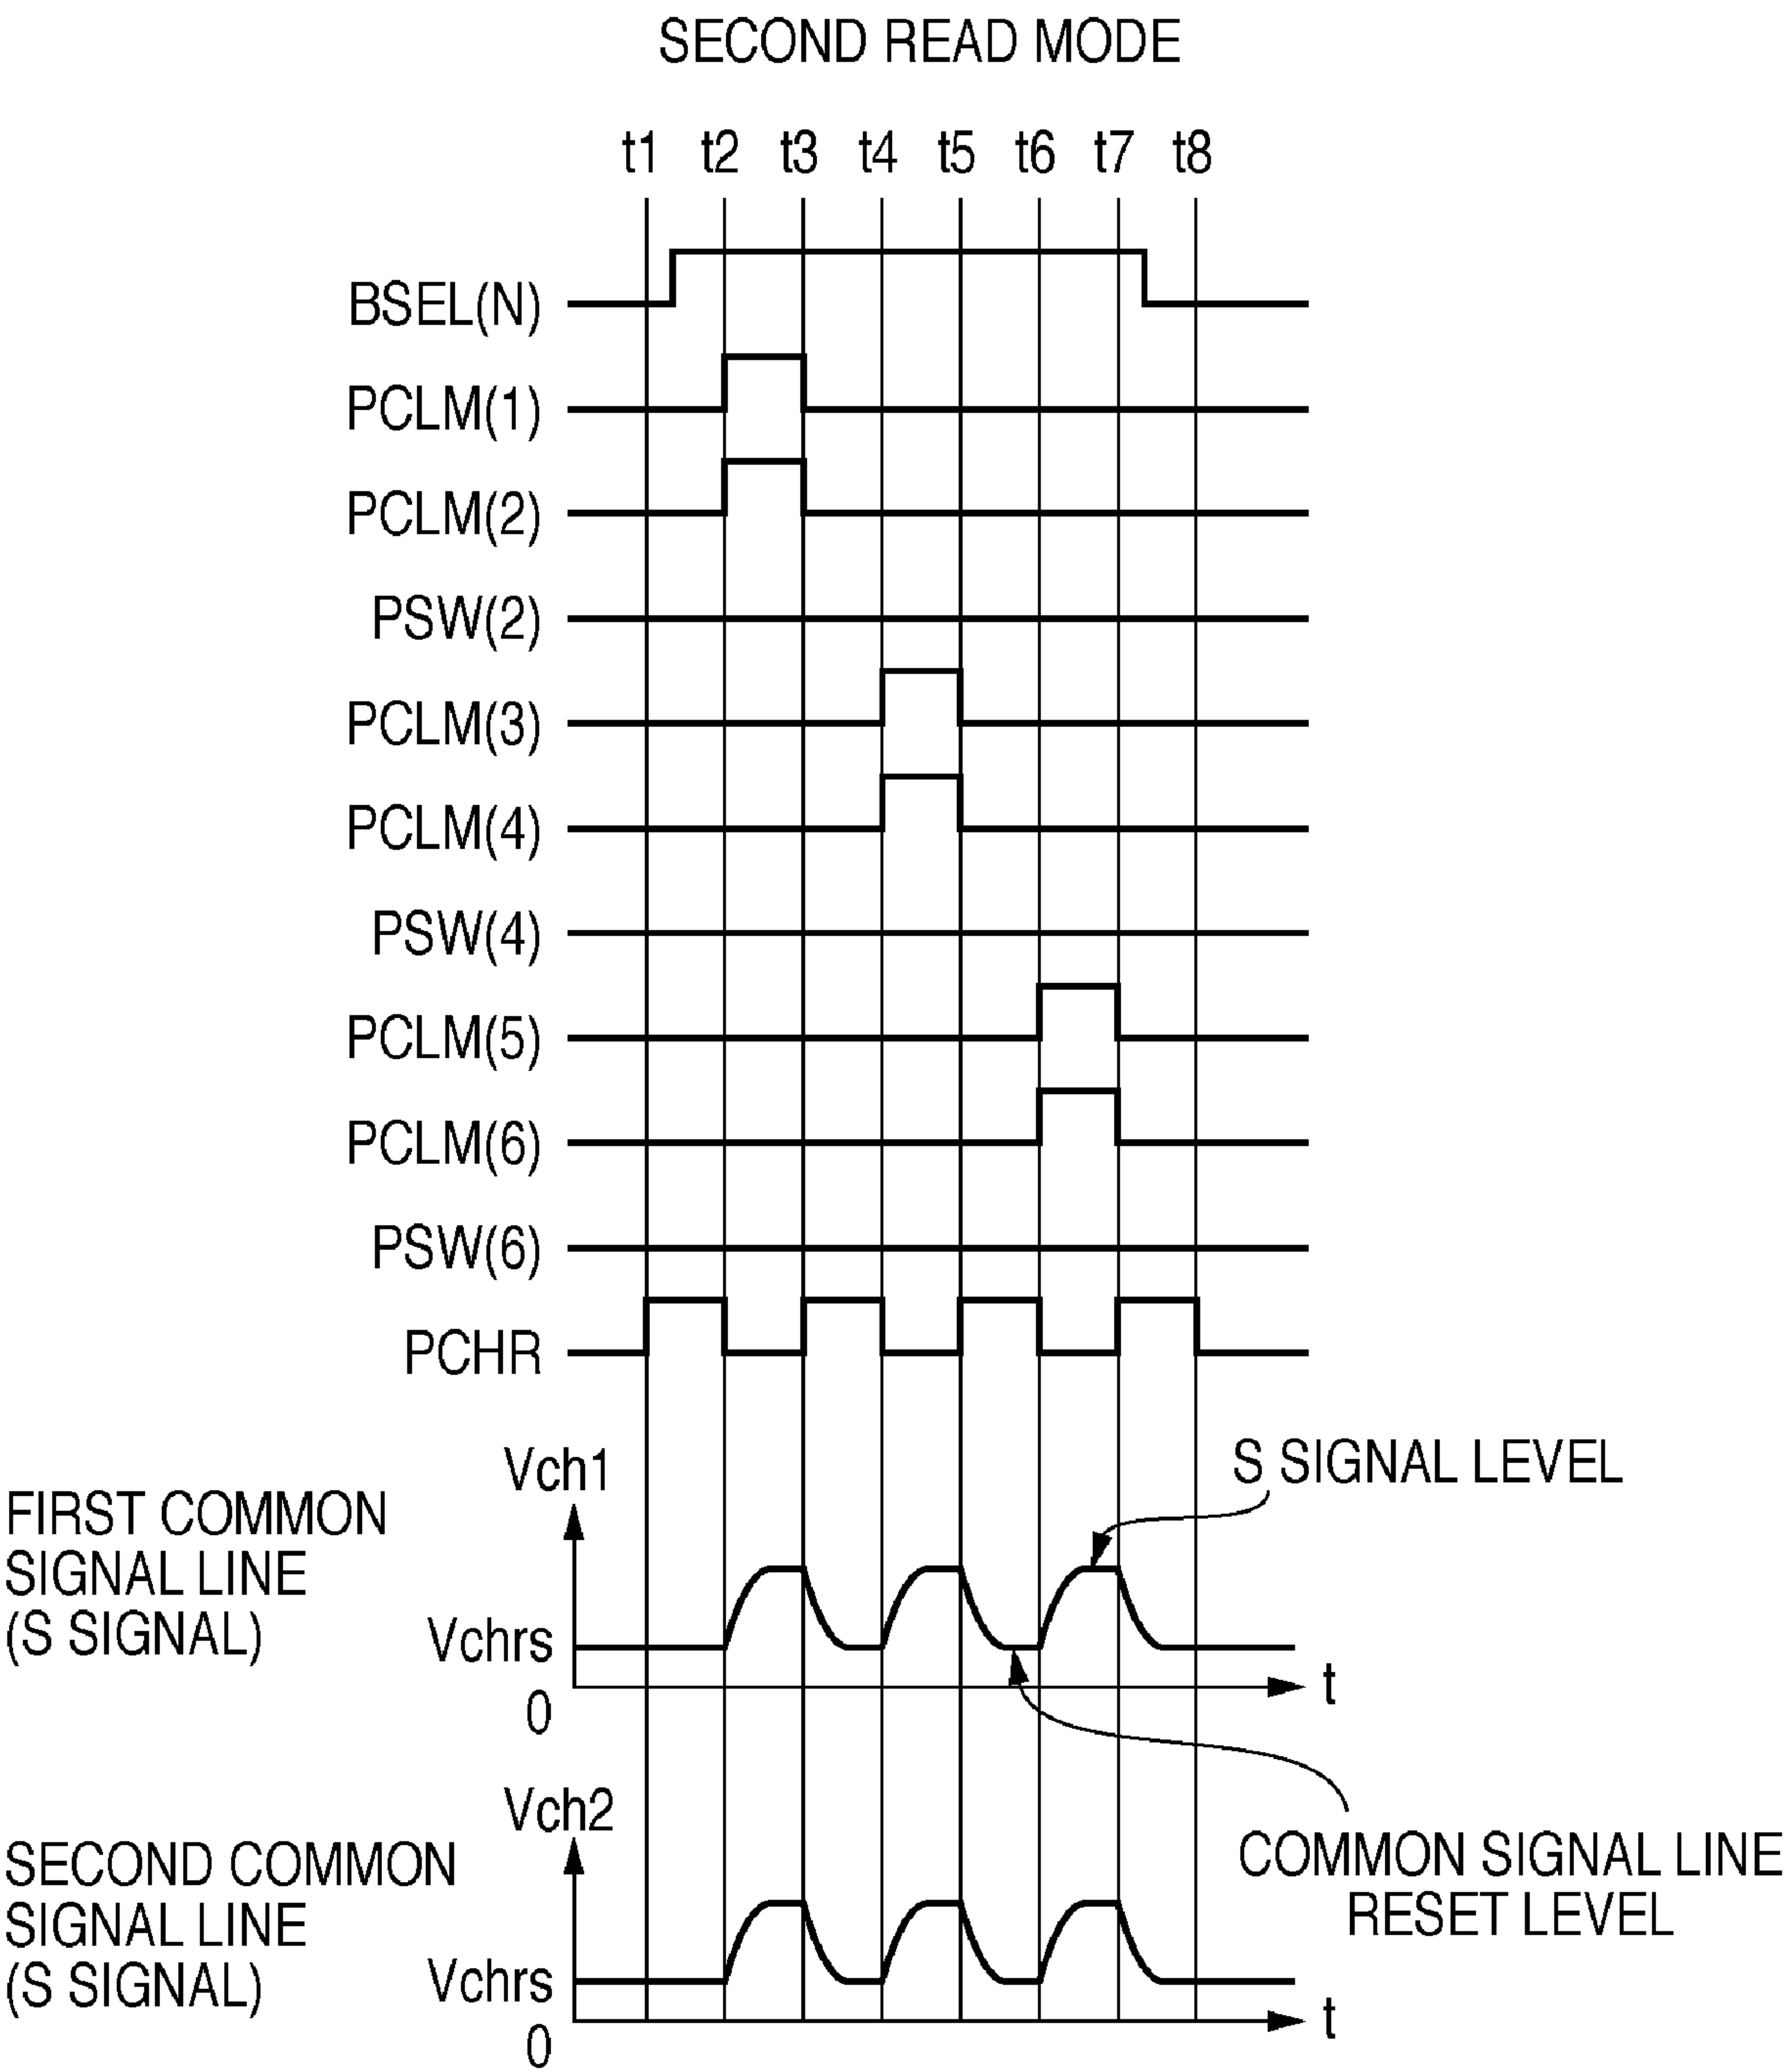 SECOND READ MODE
t1 t2 t3 t4 t5 t6 t7 t8
BSEL(N)
PCLM(1)
PCLM(2)
PSW(2)
PCLM(3)
PCLM(4)
PSW(4)
PCLM(5)
PCLM(6)
PSW(6)
PCHR
Vch1
S SIGNAL LEVEL
FIRST COMMON
SIGNAL LINE
(S SIGNAL)
Vchrs
0
t
Vch2
COMMON SIGNAL LINE
RESET LEVEL
SECOND COMMON
SIGNAL LINE
(S SIGNAL)
Vchrs
0
t